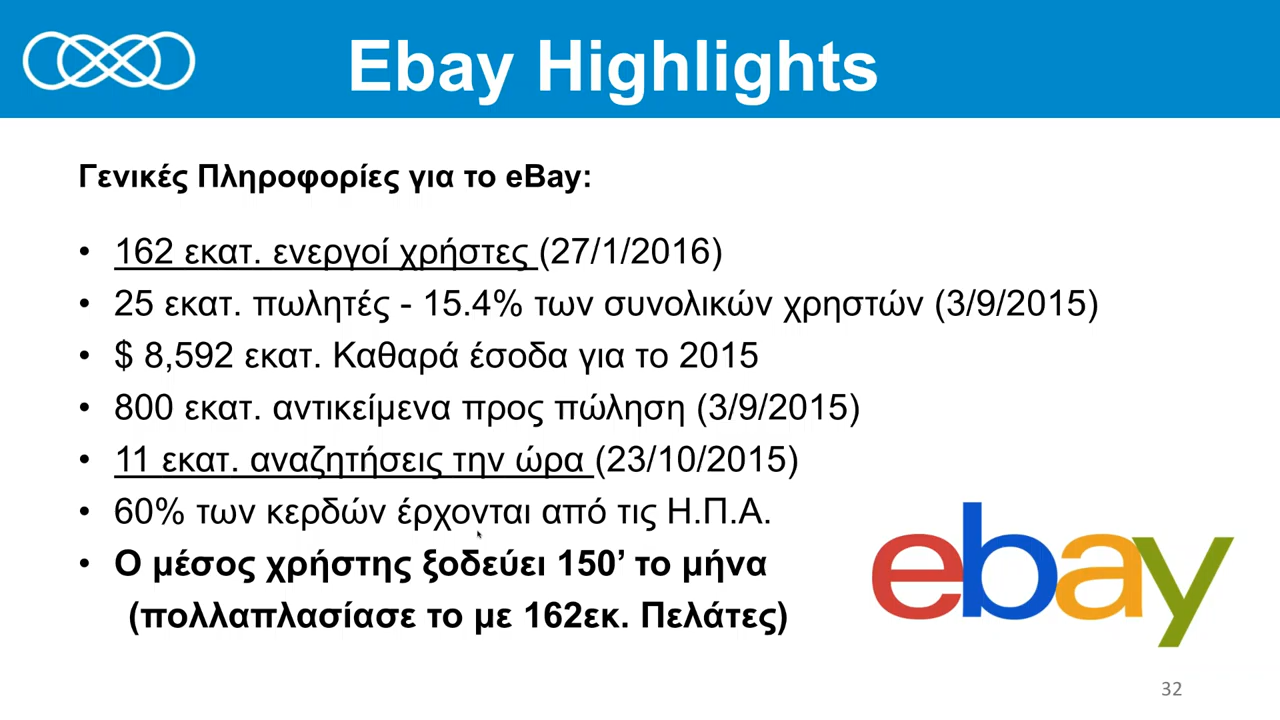 Ebay Highlights
Γενικές Πληροφορίες για το eBay:
• 162 εκατ. ενεργοί χρήστες (27/1/2016)
• 25 εκατ. πωλητές - 15.4% των συνολικών χρηστών (3/9/2015)
• $ 8,592 εκατ. Καθαρά έσοδα για το 2015
• 800 εκατ. αντικείμενα προς πώληση (3/9/2015)
• 11 εκατ. αναζητήσεις την ώρα (23/10/2015)
• 60% των κερδών έρχονται από τις Η.Π.Α.
• Ο μέσος χρήστης ξοδεύει 150’ το μήνα
(πολλαπλασίασε το με 162εκ. Πελάτες)
ebay
32